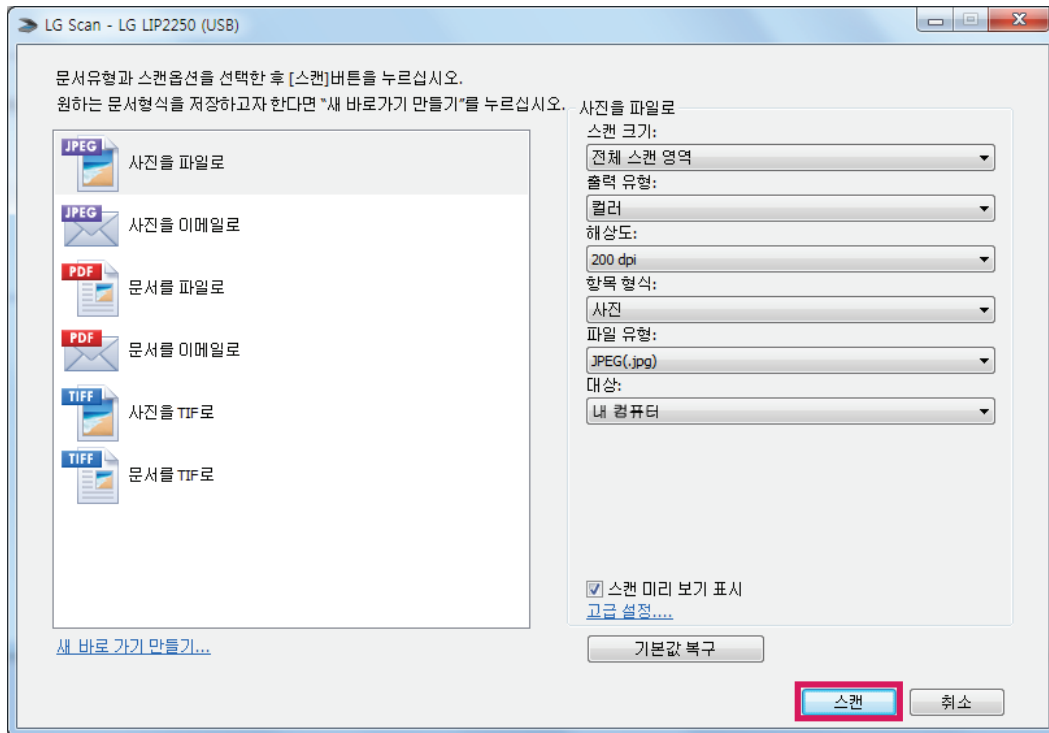 LG Scan - LG LIP2250 (USB)
문서유형과 스캔옵션을 선택한 후 [스캔]버튼을 누르십시오.
원하는 문서형식을 저장하고자 한다면 "새 바로가기 만들기"를 누르십시오.
JPEG 사진을 파일로
JPEG 사진을 이메일로
PDF 문서를 파일로
PDF 문서를 이메일로
TIFF 사진을 TIF로
TIFF 문서를 TIF로
새 바로 가기 만들기...
사진을 파일로
스캔 크기:
전체 스캔 영역
출력 유형:
컬러
해상도:
200 dpi
항목 형식:
사진
파일 유형:
JPEG(.jpg)
대상:
내 컴퓨터
스캔 미리 보기 표시
고급 설정....
기본값 복구
스캔
취소